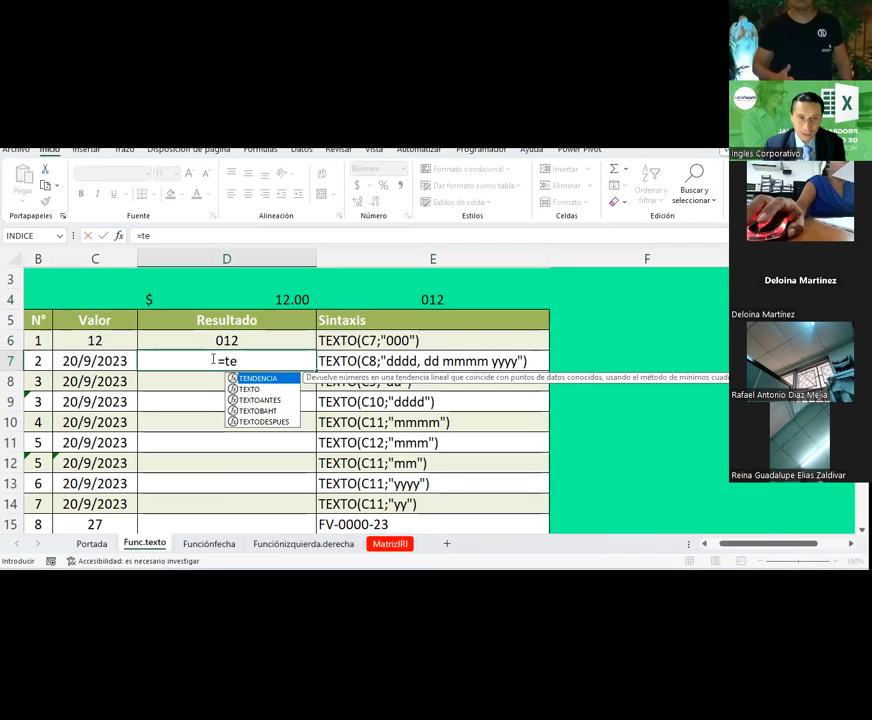 Archivo Inicio Insertar Trazo Disposición de página Fórmulas Datos Revisar Vista Automatizar Programador Ayuda Power Pivot
Pegar
Portapapeles
11
N K S
Fuente
Alineación
Número
$ % 9
Número
Formato condicional
Dar formato como tabla
Estilos de celda
Estilos
Insertar
Eliminar
Formato
Celdas
Ordenar y filtrar
Buscar y seleccionar
Edición
INDICE fx =te
B C D E F
3
4 $ 12.00 012
5 N° Valor Resultado Sintaxis
6 1 12 012 TEXTO(C7;"000")
7 2 20/9/2023 =te TEXTO(C8;"dddd, dd mmmm yyyy")
TENDENCIA Devuelve números en una tendencia lineal que coincide con puntos de datos conocidos, usando el método de mínimos
TEXTO
TEXTOANTES
TEXTOBAHT
TEXTODESPUES
8 3 20/9/2023
9 3 20/9/2023 TEXTO(C10;"dddd")
10 4 20/9/2023 TEXTO(C11;"mmmm")
11 5 20/9/2023 TEXTO(C12;"mmm")
12 5 20/9/2023 TEXTO(C11;"mm")
13 6 20/9/2023 TEXTO(C11;"yyyy")
14 7 20/9/2023 TEXTO(C11;"yy")
15 8 27 FV-0000-23
Portada Func.texto Funciónfecha Funciónizquierda.derecha MatrizIRI +
Introducir Accesibilidad: es necesario investigar 160%
Ingles Corporativo
Deloina Martinez
Deloina Martínez
Rafael Antonio Diaz Mejia
Reina Guadalupe Elias Zaldivar